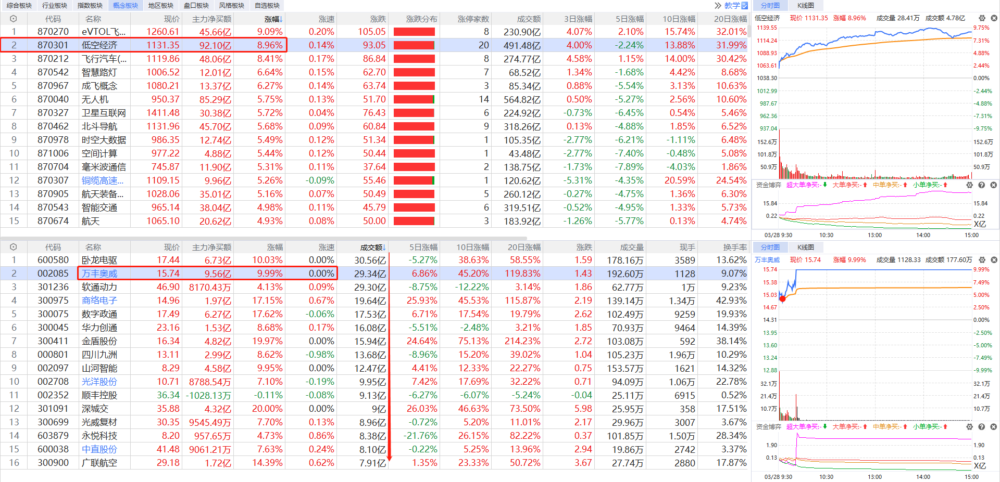 综合板块 行业板块 指数板块 概念板块 地区板块 盘口板块 风格板块 自选板块 教学
代码 名称 现价 主力净买额 涨幅↓ 涨速 涨跌 涨跌分布 涨停家数 成交额 3日涨幅 5日涨幅 10日涨幅 20日涨幅
1 870270 eVTOL飞... 1260.61 45.66亿 9.09% 0.20% 105.05 8 230.90亿 4.07% 2.10% 15.74% 32.01%
2 870301 低空经济 1131.35 92.10亿 8.96% 0.14% 93.05 20 491.48亿 4.00% -2.24% 13.88% 31.99%
3 870212 飞行汽车(... 1119.86 48.06亿 8.41% 0.17% 86.84 8 274.77亿 4.58% 1.15% 14.00% 30.42%
4 870542 智慧路灯 1006.52 12.01亿 6.64% 0.15% 62.70 7 68.52亿 1.34% -1.68% 4.42% 8.68%
5 870967 成飞概念 1080.21 13.37亿 6.27% 0.14% 63.74 3 85.34亿 0.88% -5.54% 3.13% 10.63%
6 870040 无人机 950.37 85.29亿 5.75% 0.13% 51.70 14 564.82亿 0.50% -5.27% 2.56% 10.60%
7 870327 卫星互联网 1411.48 30.38亿 5.72% 0.04% 76.43 6 224.92亿 -0.73% -6.45% 0.54% 5.46%
8 870462 北斗导航 1131.96 45.70亿 5.68% 0.09% 60.84 9 318.26亿 0.13% -4.88% 1.85% 6.52%
9 870978 时空大数据 986.35 12.74亿 5.49% 0.12% 51.34 1 105.35亿 -2.77% -6.21% -1.11% 6.48%
10 871006 空间计算 977.22 4.88亿 5.44% 0.12% 50.44 1 43.48亿 -2.77% -7.40% -0.48% 5.08%
11 870704 毫米波通信 745.87 11.90亿 5.31% 0.11% 37.64 2 138.75亿 -1.73% -7.89% -4.03% 1.86%
12 870307 铜缆高速... 1109.15 9.96亿 5.26% -0.09% 55.46 1 120.62亿 -5.31% -4.35% 20.59% 24.54%
13 870905 航天装备... 1028.06 35.01亿 5.16% 0.07% 50.49 5 260.12亿 -0.27% -4.75% 1.36% 6.30%
14 870543 智能交通 965.14 38.04亿 4.98% 0.11% 45.79 6 319.51亿 -0.52% -4.95% 1.33% 5.73%
15 870674 航天 1065.10 20.62亿 4.93% 0.08% 50.00 3 183.92亿 -1.26% -5.77% 0.13% 4.74%
代码 名称 现价 主力净买额 涨幅 涨速 成交额↓ 5日涨幅 10日涨幅 20日涨幅 涨跌 成交量 现手 换手率
1 600580 卧龙电驱 17.44 6.73亿 10.03% 0.00% 30.56亿 -5.27% 38.63% 58.55% 1.59 178.16万 3589 13.62%
2 002085 万丰奥威 15.74 9.56亿 9.99% 0.00% 29.34亿 6.86% 45.20% 119.83% 1.43 192.60万 1128 9.07%
3 301236 软通动力 46.90 8170.43万 4.13% 0.09% 29.30亿 -8.75% -12.22% 3.14% 1.86 62.77万 1万 9.23%
4 300975 商络电子 14.96 1.97亿 17.15% 0.67% 19.64亿 25.93% 45.53% 115.87% 2.19 139.14万 1.34万 42.93%
5 300075 数字政通 17.49 6.27亿 17.62% -0.06% 17.53亿 6.71% 17.54% 19.79% 2.62 102.49万 9259 19.93%
6 300045 华力创通 23.16 1.53亿 8.68% 0.17% 16.08亿 -5.51% -2.48% 3.21% 1.85 70.93万 9464 14.39%
7 300411 金盾股份 16.34 4.82亿 19.97% 0.00% 15.94亿 24.64% 75.13% 214.23% 2.72 103.08万 592 38.14%
8 000801 四川九洲 13.11 2.99亿 8.62% -0.98% 13.68亿 -8.96% 15.20% 39.02% 1.04 105.23万 1.96万 10.29%
9 002097 山河智能 8.29 4.58亿 9.95% 0.00% 12.47亿 4.41% 12.33% 22.27% 0.75 153.57万 1621 14.32%
10 002708 光洋股份 10.71 8788.54万 7.10% -0.19% 9.95亿 7.42% 17.69% 32.22% 0.71 94.09万 1.06万 22.78%
11 002352 顺丰控股 36.34 -1028.13万 -0.11% -0.08% 9.13亿 -6.27% -6.07% -5.24% -0.04 25.11万 6915 0.52%
12 301091 深城交 35.88 4.32亿 20.00% 0.00% 9亿 26.03% 46.63% 73.50% 5.98 25.95万 358 17.51%
13 300699 光威复材 30.35 9545.49万 7.70% 0.13% 8.96亿 -0.72% 5.20% 11.01% 2.17 29.96万 3007 3.67%
14 603879 永悦科技 8.20 957.65万 4.73% 0.86% 8.38亿 -21.76% 26.15% 82.22% 0.37 101.85万 1.50万 28.34%
15 600038 中直股份 41.48 9061.21万 7.63% 0.24% 8.10亿 -0.22% 5.25% 13.96% 2.94 19.86万 2742 3.37%
16 300900 广联航空 29.18 1.72亿 14.39% 0.62% 7.91亿 1.35% 23.33% 50.72% 3.67 27.74万 2880 17.87%
分时图 K线图
低空经济 现价 1131.35 涨幅 8.96% 成交量 28.41万 成交额 4.78亿
1139.55 9.75%
1114.24 7.31%
1088.93 4.88%
1063.61 2.44%
1038.30 0.00%
1012.99 -2.44%
987.67 -4.88%
962.36 -7.31%
937.04 -9.75%
152.6万 152.6万
101.8万 101.8万
50.9万 50.9万
资金博弈 超大单净买:-↓ 大单净买:-↑ 中单净买:-↑ 小单净买:-↑
15.84 15.84
0.22 0.22
X亿
03/28 9:30 10:30 13:00 14:00 15:00
分时图 K线图
万丰奥威 现价 15.74 涨幅 9.99% 成交量 1128.33 成交额 177.60万
15.74 9.99%
15.38 7.49%
15.03 5.00%
14.67 2.50%
14.31 0.00%
13.95 -2.50%
13.60 -5.00%
13.24 -7.49%
12.88 -9.99%
32.1万 32.1万
21.4万 21.4万
10.7万 10.7万
资金博弈 超大单净买:-↓ 大单净买:-↑ 中单净买:-↑ 小单净买:-↑
1.90 1.90
0.13 0.13
X亿
03/28 9:30 10:30 13:00 14:00 15:00